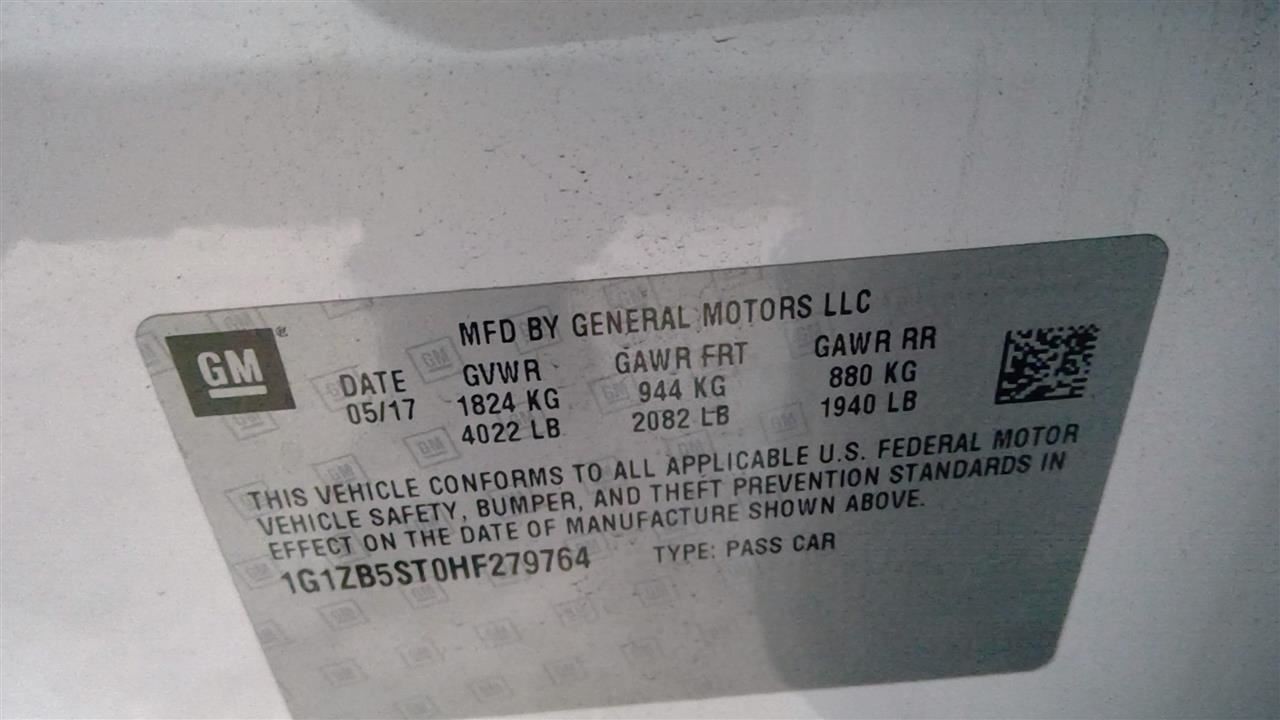 MFD BY GENERAL MOTORS LLC
GM ®
DATE GVWR GAWR FRT GAWR RR
05/17 1824 KG 944 KG 880 KG
4022 LB 2082 LB 1940 LB
THIS VEHICLE CONFORMS TO ALL APPLICABLE U.S. FEDERAL MOTOR
VEHICLE SAFETY, BUMPER, AND THEFT PREVENTION STANDARDS IN
EFFECT ON THE DATE OF MANUFACTURE SHOWN ABOVE.
1G1ZB5ST0HF279764 TYPE: PASS CAR